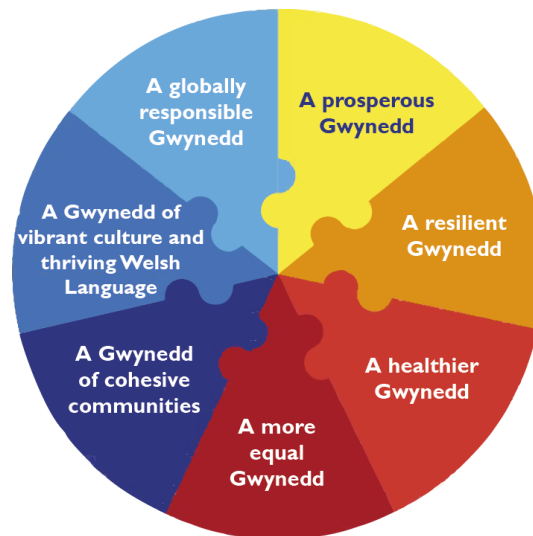 A prosperous
Gwynedd
A resilient
Gwynedd
A healthier
Gwynedd
A more
equal
Gwynedd
A Gwynedd
of cohesive
communities
A Gwynedd of
vibrant culture and
thriving Welsh
Language
A globally
responsible
Gwynedd